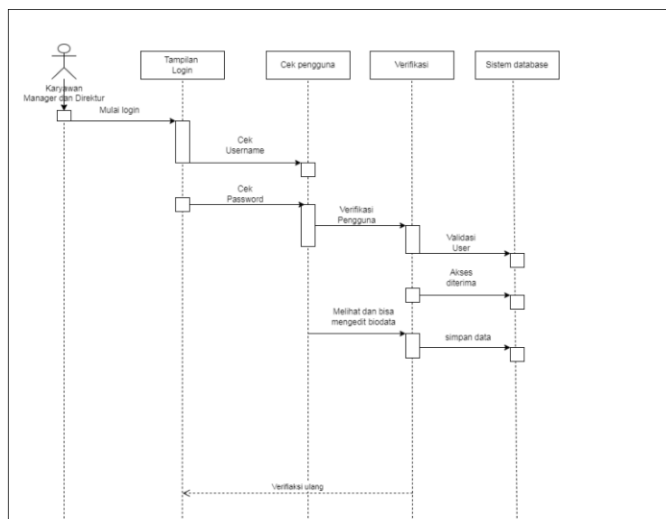 Tampilan
Login
Cek pengguna
Verifikasi
Sistem database
Karyawan
Manager dan Direktur
Mulai login
Cek
Username
Cek
Password
Verifikasi
Pengguna
Validasi
User
Akses
diterima
Melihat dan bisa
mengedit biodata
simpan data
Verifiaksi ulang